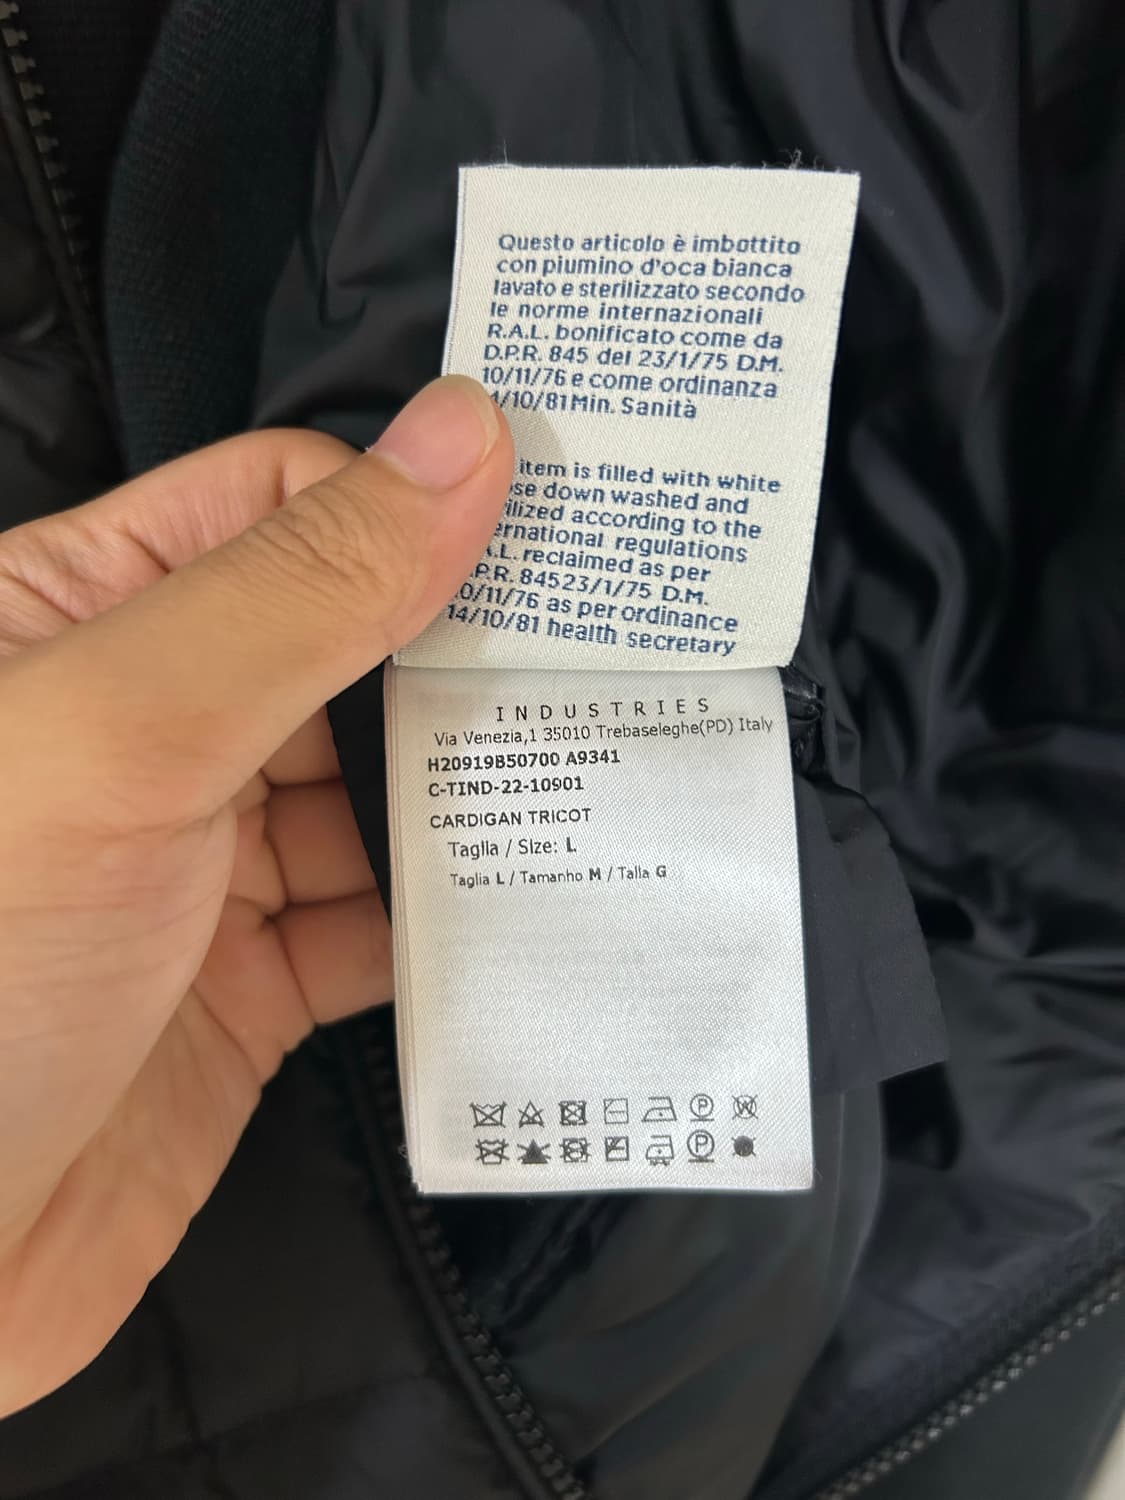 Questo articolo è imbottito
con piumino d'oca bianca
lavato e sterilizzato secondo
le norme internazionali
R.A.L. bonificato come da
D.P.R. 845 del 23/1/75 D.M.
10/11/76 e come ordinanza
/10/81 Min. Sanità
item is filled with white
se down washed and
ilized according to the
ernational regulations
.L. reclaimed as per
P.R. 84523/1/75 D.M.
0/11/76 as per ordinance
14/10/81 health secretary
INDUSTRIES
Via Venezia,1 35010 Trebaseleghe(PD) Italy
H20919B50700 A9341
C-TIND-22-10901
CARDIGAN TRICOT
Taglia / Size: L
Taglia L / Tamanho M / Talla G
P W
P